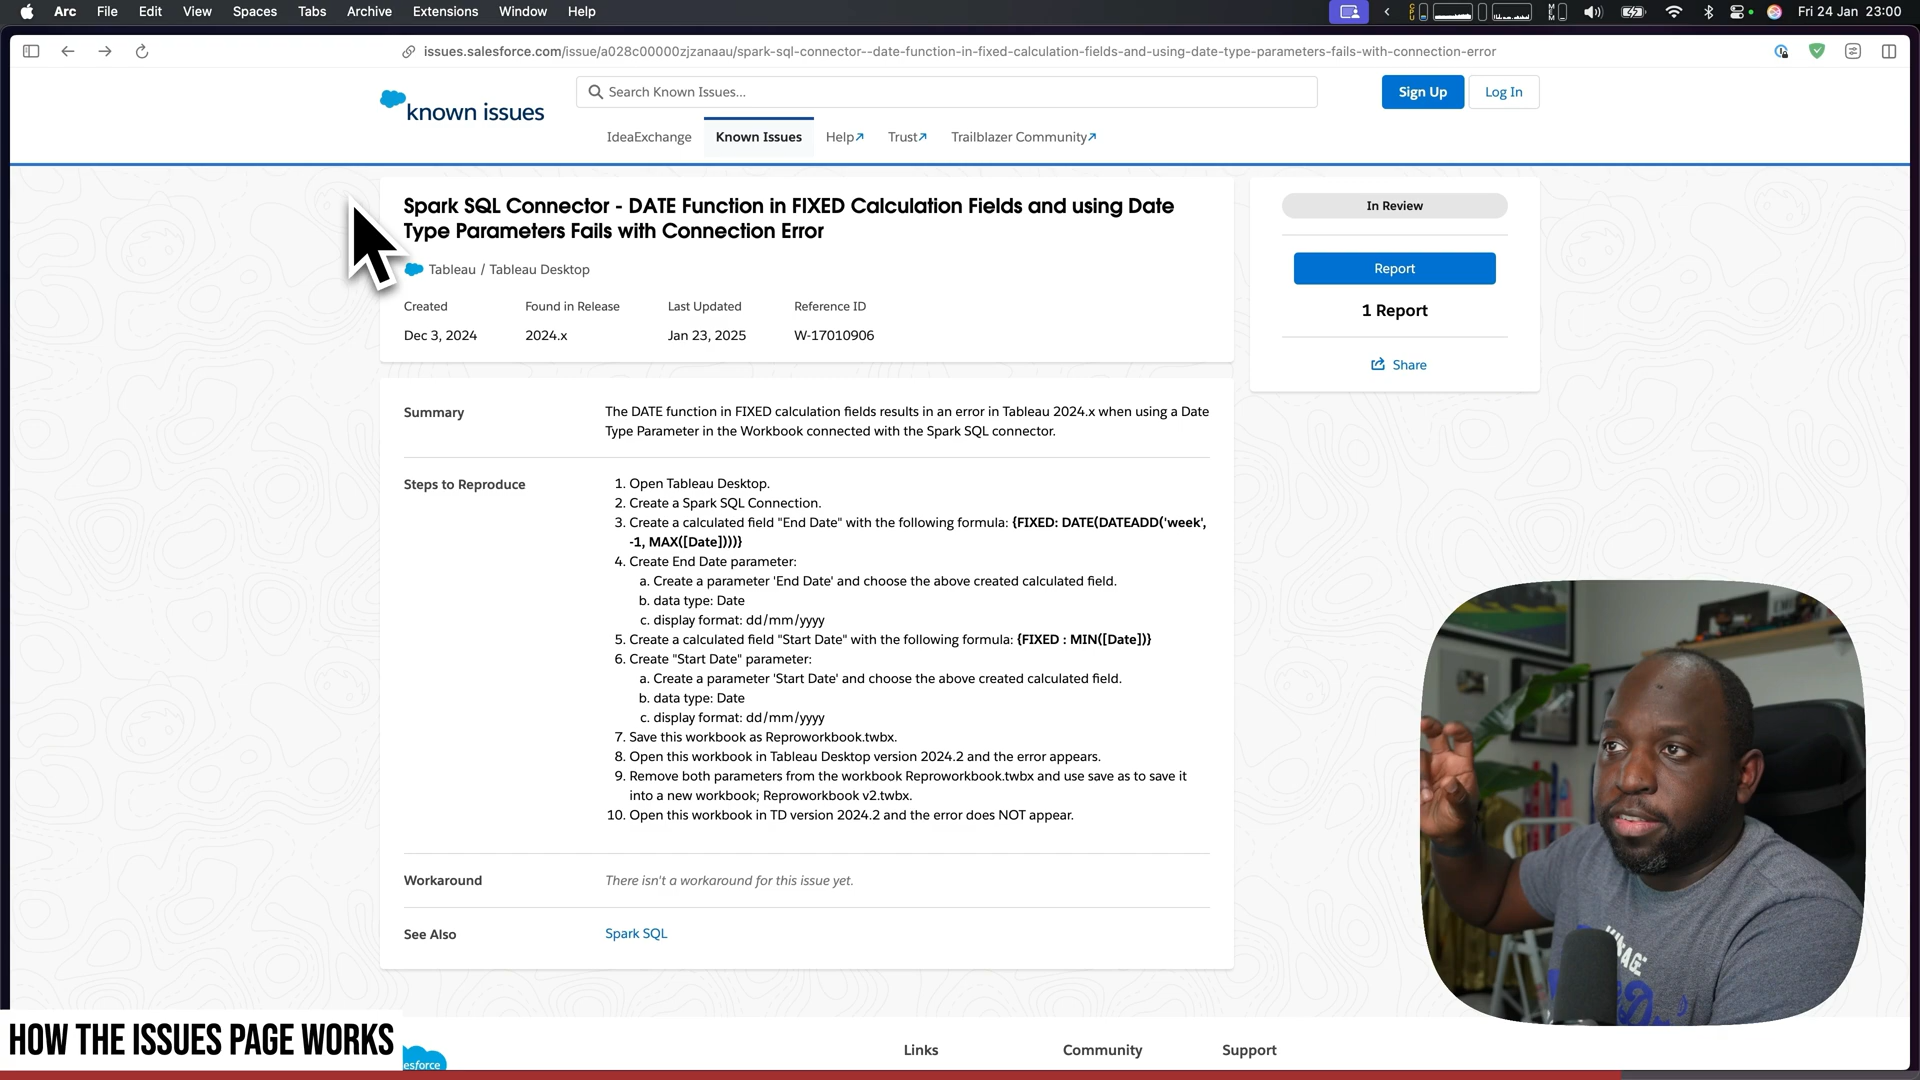 Arc File Edit View Spaces Tabs Archive Extensions Window Help
Fri 24 Jan 23:00
issues.salesforce.com/issue/a028c00000zjzanaau/spark-sql-connector--date-function-in-fixed-calculation-fields-and-using-date-type-parameters-fails-with-connection-error
known issues
Search Known Issues...
Sign Up
Log In
IdeaExchange
Known Issues
Help
Trust
Trailblazer Community
Spark SQL Connector - DATE Function in FIXED Calculation Fields and using Date
Type Parameters Fails with Connection Error
Tableau / Tableau Desktop
Created Found in Release Last Updated Reference ID
Dec 3, 2024 2024.x Jan 23, 2025 W-17010906
In Review
Report
1 Report
Share
Summary
The DATE function in FIXED calculation fields results in an error in Tableau 2024.x when using a Date
Type Parameter in the Workbook connected with the Spark SQL connector.
Steps to Reproduce
1. Open Tableau Desktop.
2. Create a Spark SQL Connection.
3. Create a calculated field "End Date" with the following formula: {FIXED: DATE(DATEADD('week',
-1, MAX([Date])))}
4. Create End Date parameter:
a. Create a parameter 'End Date' and choose the above created calculated field.
b. data type: Date
c. display format: dd/mm/yyyy
5. Create a calculated field "Start Date" with the following formula: {FIXED : MIN([Date])}
6. Create "Start Date" parameter:
a. Create a parameter 'Start Date' and choose the above created calculated field.
b. data type: Date
c. display format: dd/mm/yyyy
7. Save this workbook as Reproworkbook.twbx.
8. Open this workbook in Tableau Desktop version 2024.2 and the error appears.
9. Remove both parameters from the workbook Reproworkbook.twbx and use save as to save it
into a new workbook; Reproworkbook v2.twbx.
10. Open this workbook in TD version 2024.2 and the error does NOT appear.
Workaround
There isn't a workaround for this issue yet.
See Also
Spark SQL
HOW THE ISSUES PAGE WORKS
esforce
Links
Community
Support